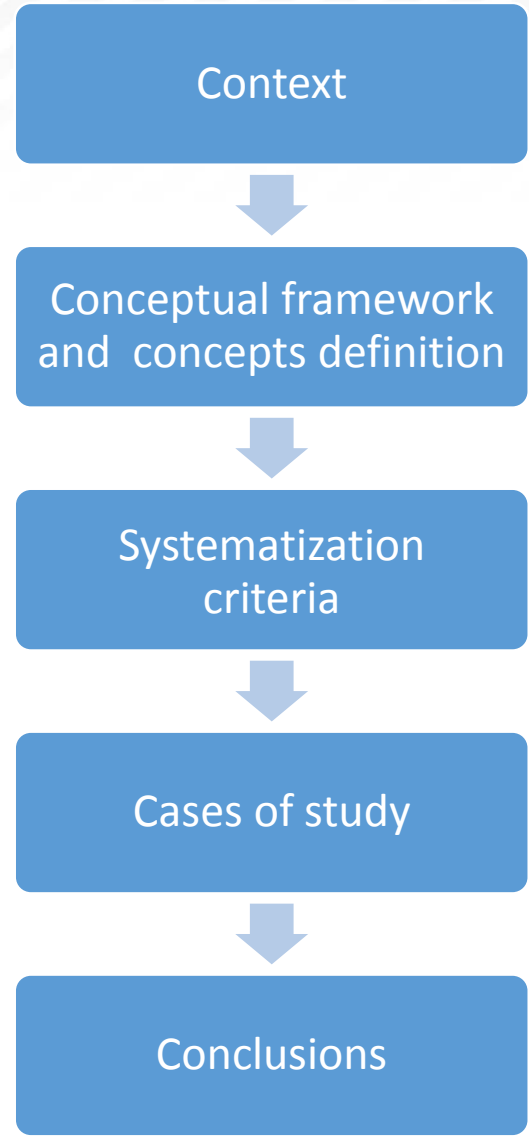 Context
Conceptual framework
and  concepts definition
Systematization
criteria
Cases of study
Conclusions